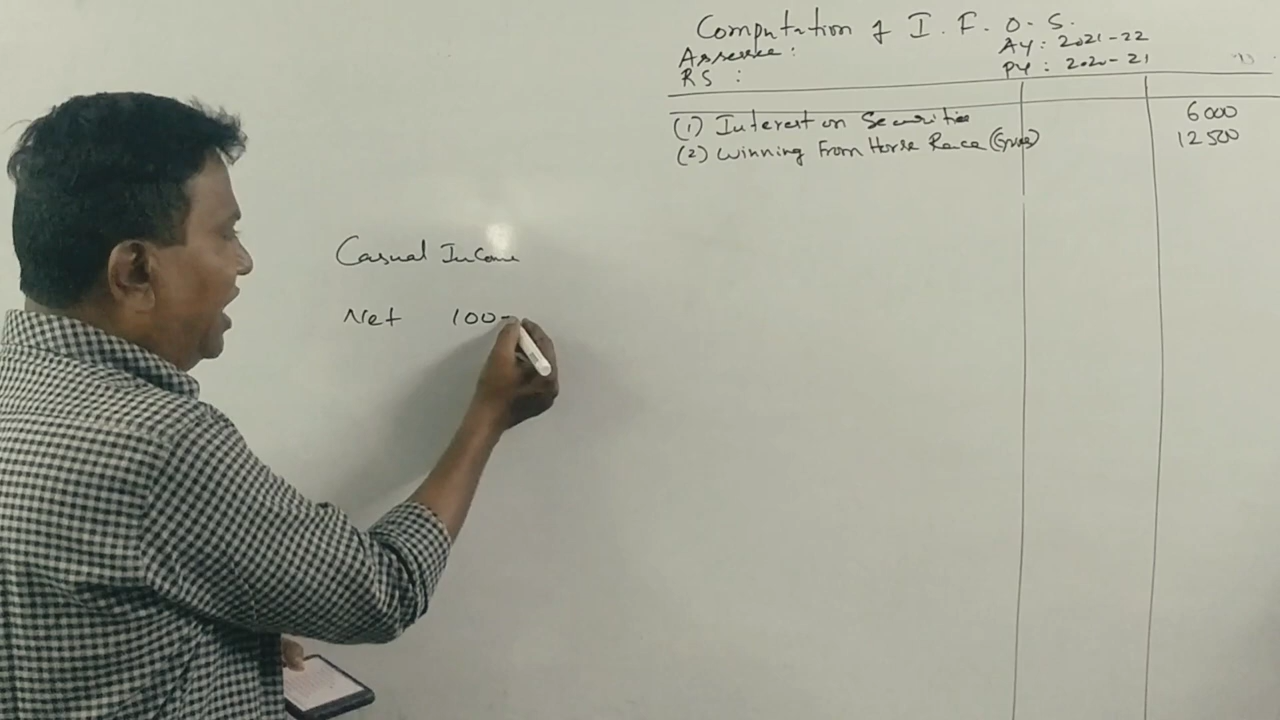 Computation of I. F. O. S.
Assessee : AY : 2021-22
RS : PY : 2020-21
(1) Interest on Securities 6000
(2) Winning From Horse Race (Gross) 12500
Casual Income
Net 100